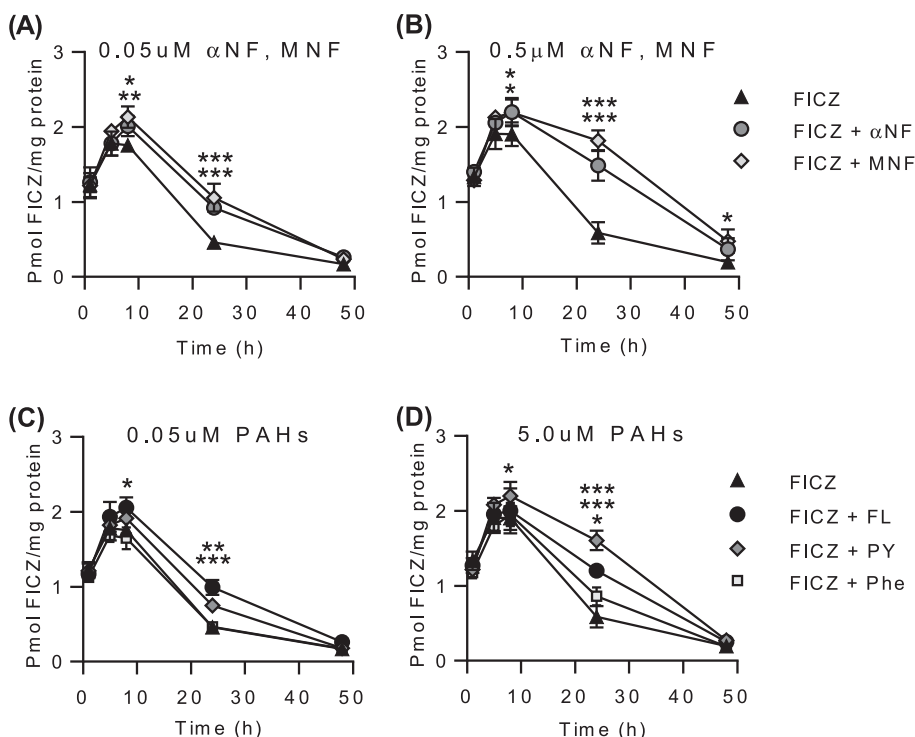 (A)
0.05uM αNF, MNF
Pmol FICZ/mg protein
3
2
1
0
*
**
***
***
0 10 20 30 40 50
Time (h)
(B)
0.5μM αNF, MNF
Pmol FICZ/mg protein
3
2
1
0
*
*
***
***
*
0 10 20 30 40 50
Time (h)
FICZ
FICZ + αNF
FICZ + MNF
(C)
0.05uM PAHs
Pmol FICZ/mg protein
3
2
1
0
*
**
***
0 10 20 30 40 50
Time (h)
(D)
5.0uM PAHs
Pmol FICZ/mg protein
3
2
1
0
*
***
***
*
0 10 20 30 40 50
Time (h)
FICZ
FICZ + FL
FICZ + PY
FICZ + Phe